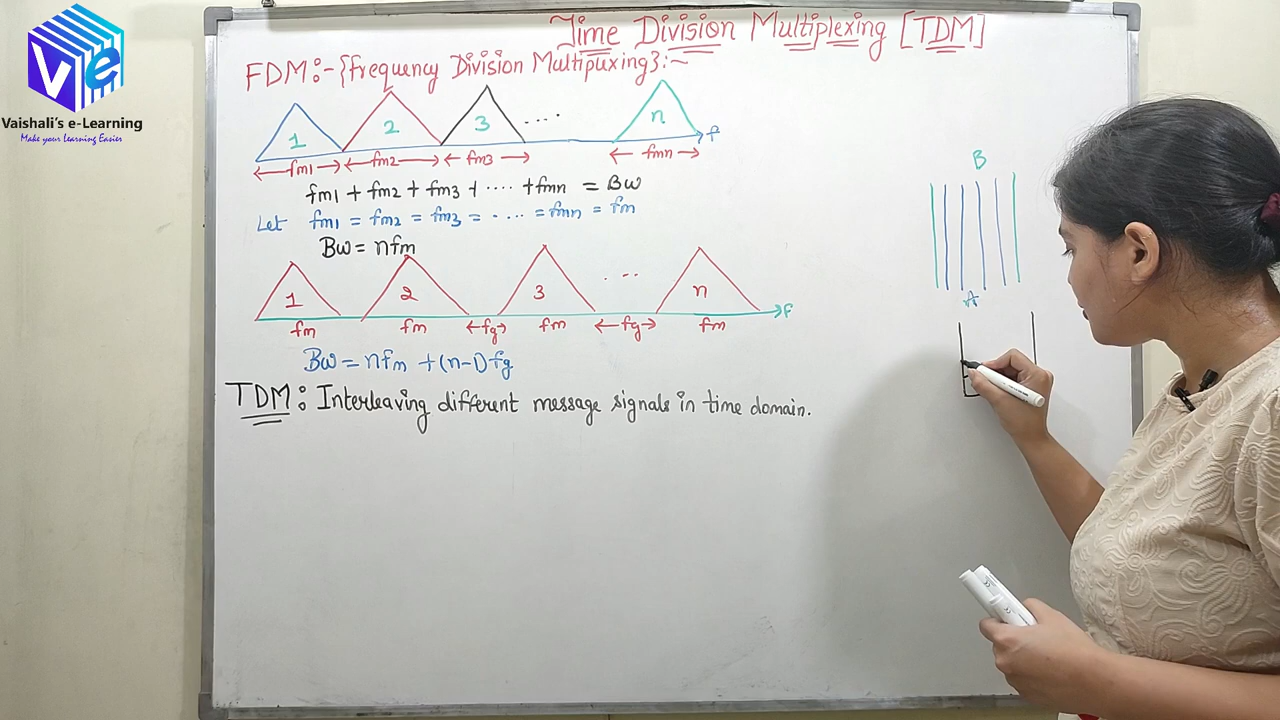 Ve
Vaishali's e-Learning
Make your Learning Easier
Time Division Multiplexing [TDM]
FDM:-{Frequency Division Multipuxing}:~
1 2 3 .... n f
fm1 fm2 fm3 fmn
fm1 + fm2 + fm3 + .... + fmn = BW
Let fm1 = fm2 = fm3 = .... = fmn = fm
BW = nfm
1 2 3 ... n f
fm fm fg fm fg fm
BW = nfm + (n-1)fg
TDM: Interleaving different message signals in time domain.
B
A